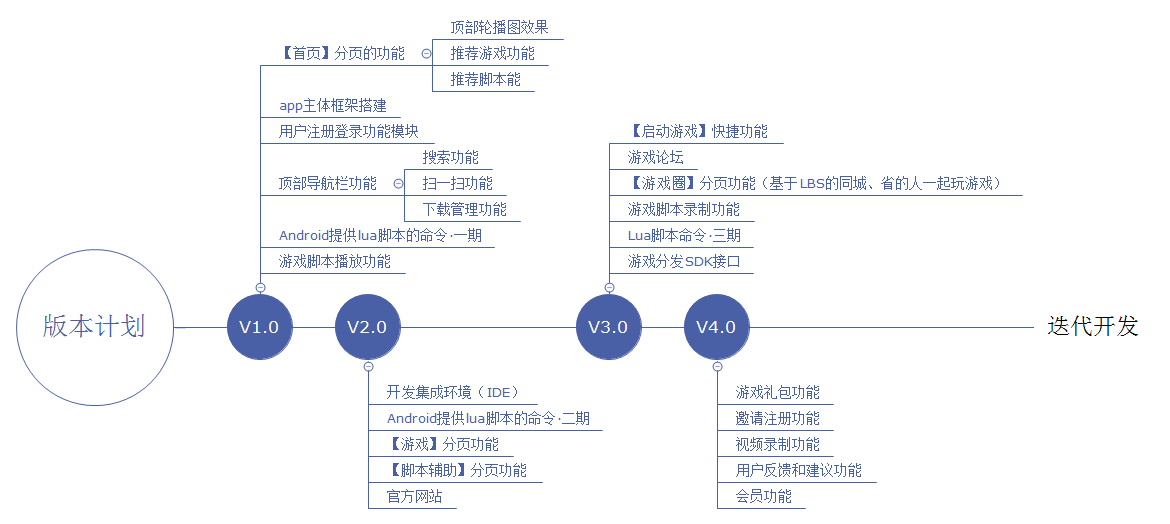 版本计划
V1.0
【首页】分页的功能
顶部轮播图效果
推荐游戏功能
推荐脚本能
app主体框架搭建
用户注册登录功能模块
顶部导航栏功能
搜索功能
扫一扫功能
下载管理功能
Android提供lua脚本的命令·一期
游戏脚本播放功能
V2.0
开发集成环境（IDE）
Android提供lua脚本的命令·二期
【游戏】分页功能
【脚本辅助】分页功能
官方网站
V3.0
【启动游戏】快捷功能
游戏论坛
【游戏圈】分页功能（基于LBS的同城、省的人一起玩游戏）
游戏脚本录制功能
Lua脚本命令·三期
游戏分发SDK接口
V4.0
游戏礼包功能
邀请注册功能
视频录制功能
用户反馈和建议功能
会员功能
迭代开发